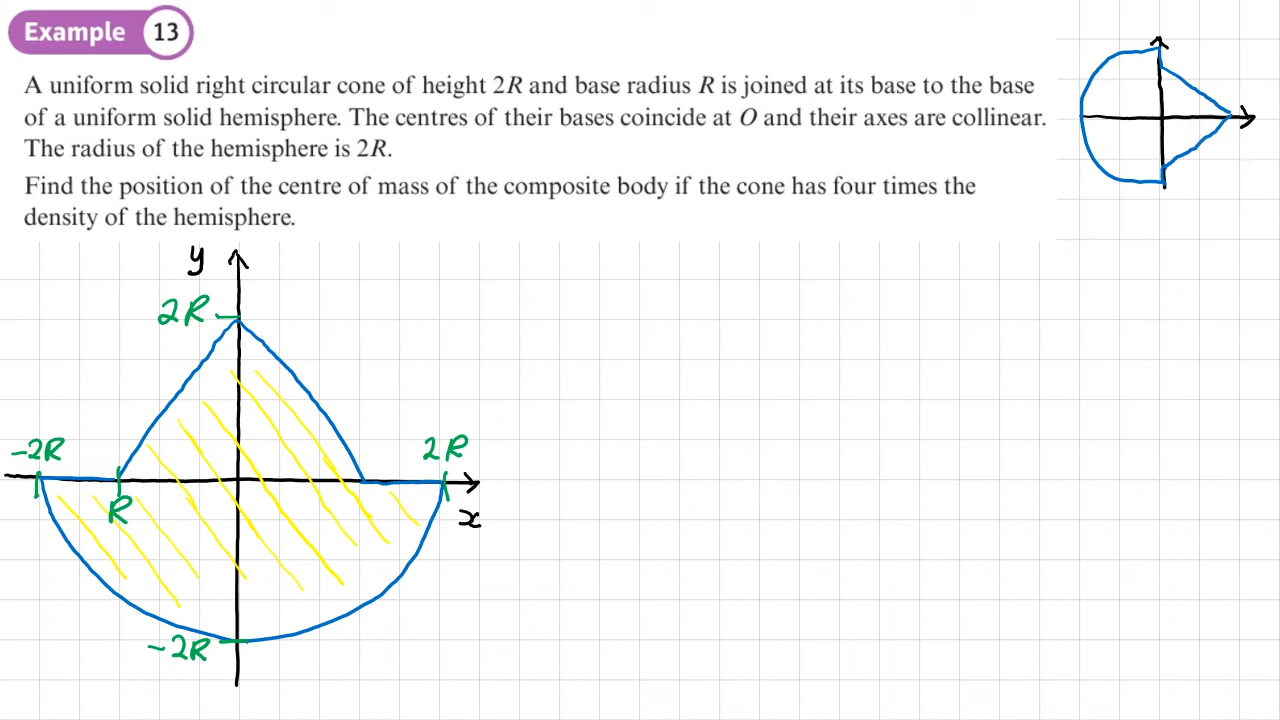 Example 13
A uniform solid right circular cone of height 2R and base radius R is joined at its base to the base
of a uniform solid hemisphere. The centres of their bases coincide at O and their axes are collinear.
The radius of the hemisphere is 2R.
Find the position of the centre of mass of the composite body if the cone has four times the
density of the hemisphere.
y
2R
-2R
2R
R
x
-2R